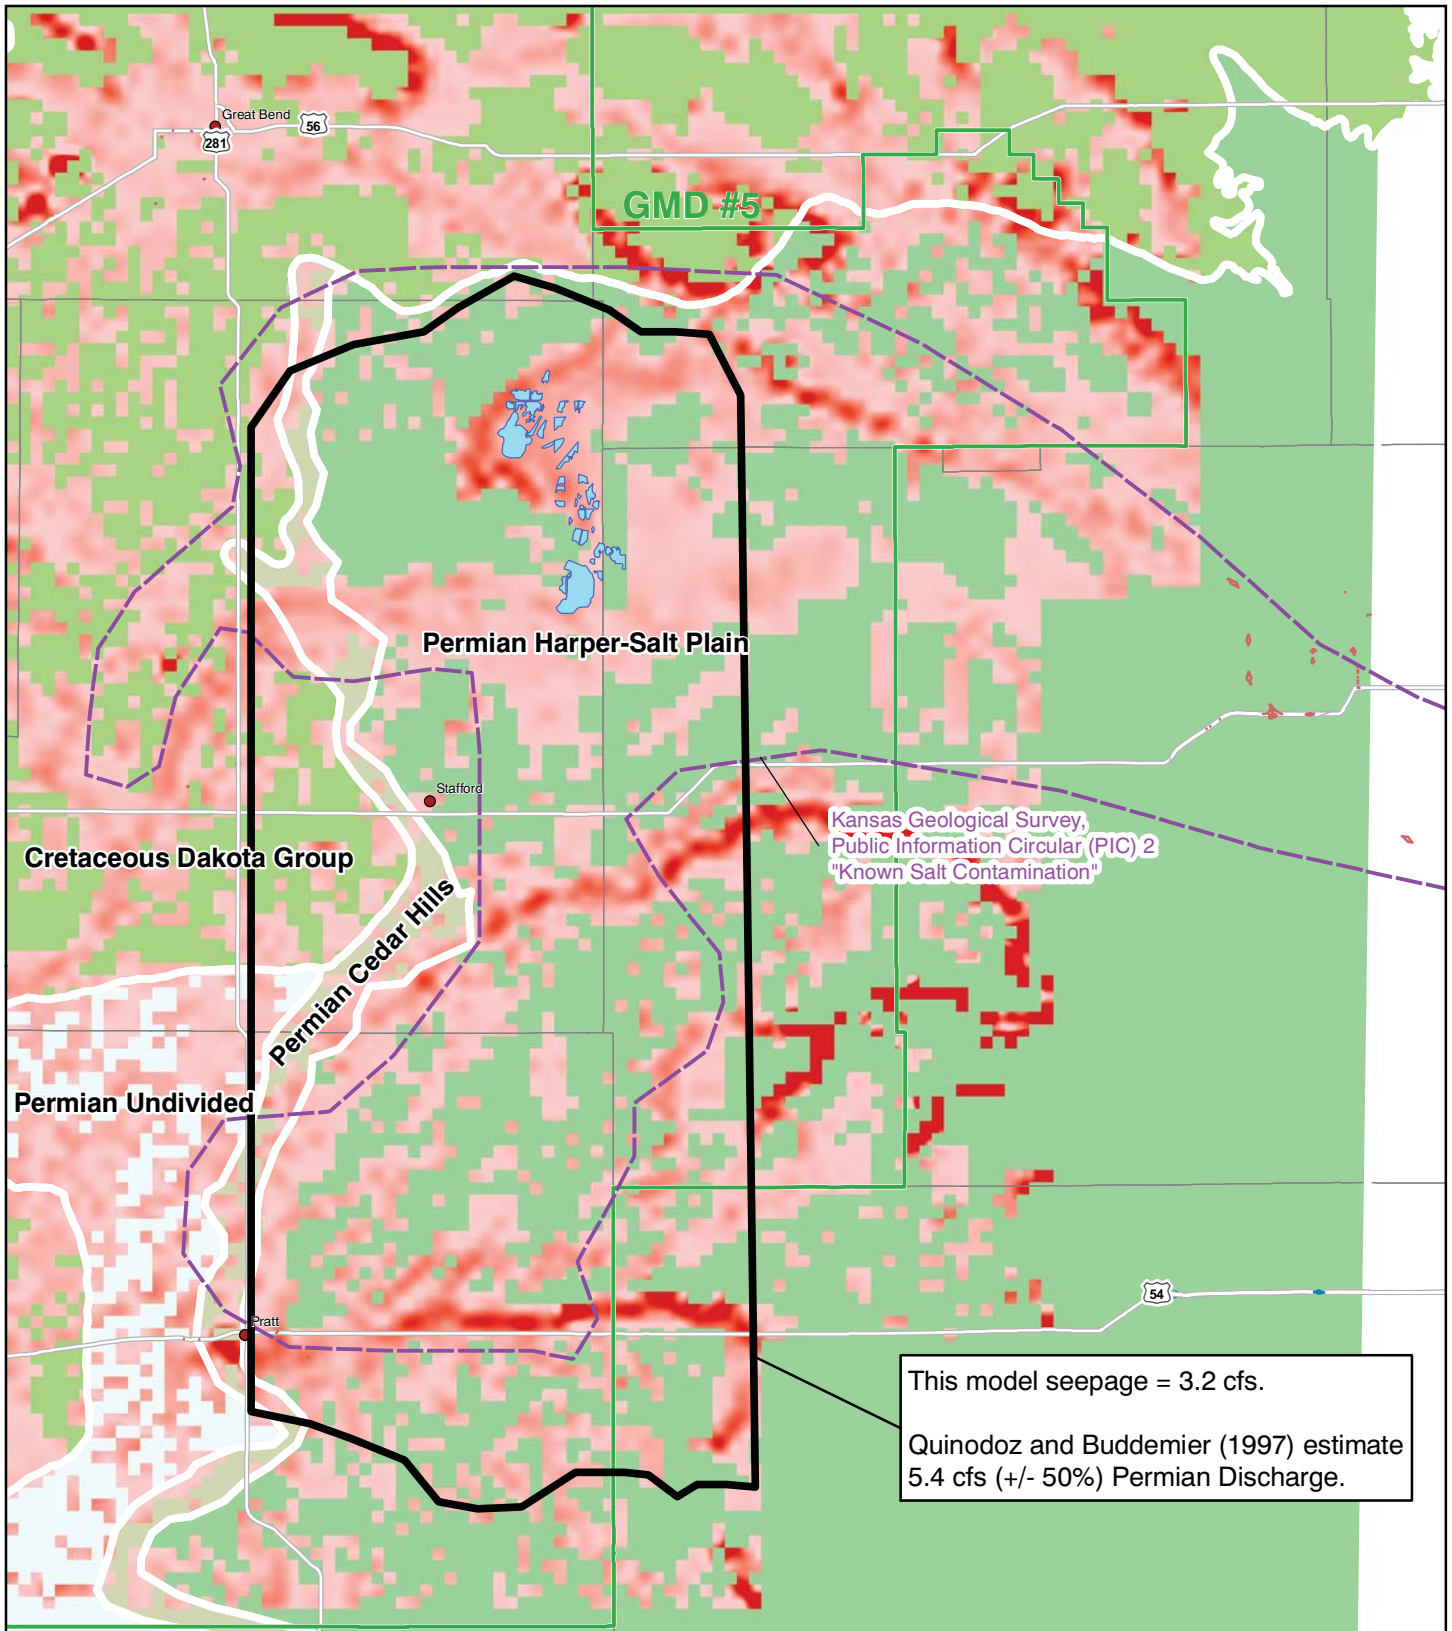 Great Bend
56
281
GMD #5
Permian Harper-Salt Plain
Stafford
Kansas Geological Survey,
Public Information Circular (PIC) 2
"Known Salt Contamination"
Cretaceous Dakota Group
Permian Cedar Hills
Permian Undivided
54
Pratt
This model seepage = 3.2 cfs.
Quinodoz and Buddemier (1997) estimate
5.4 cfs (+/- 50%) Permian Discharge.